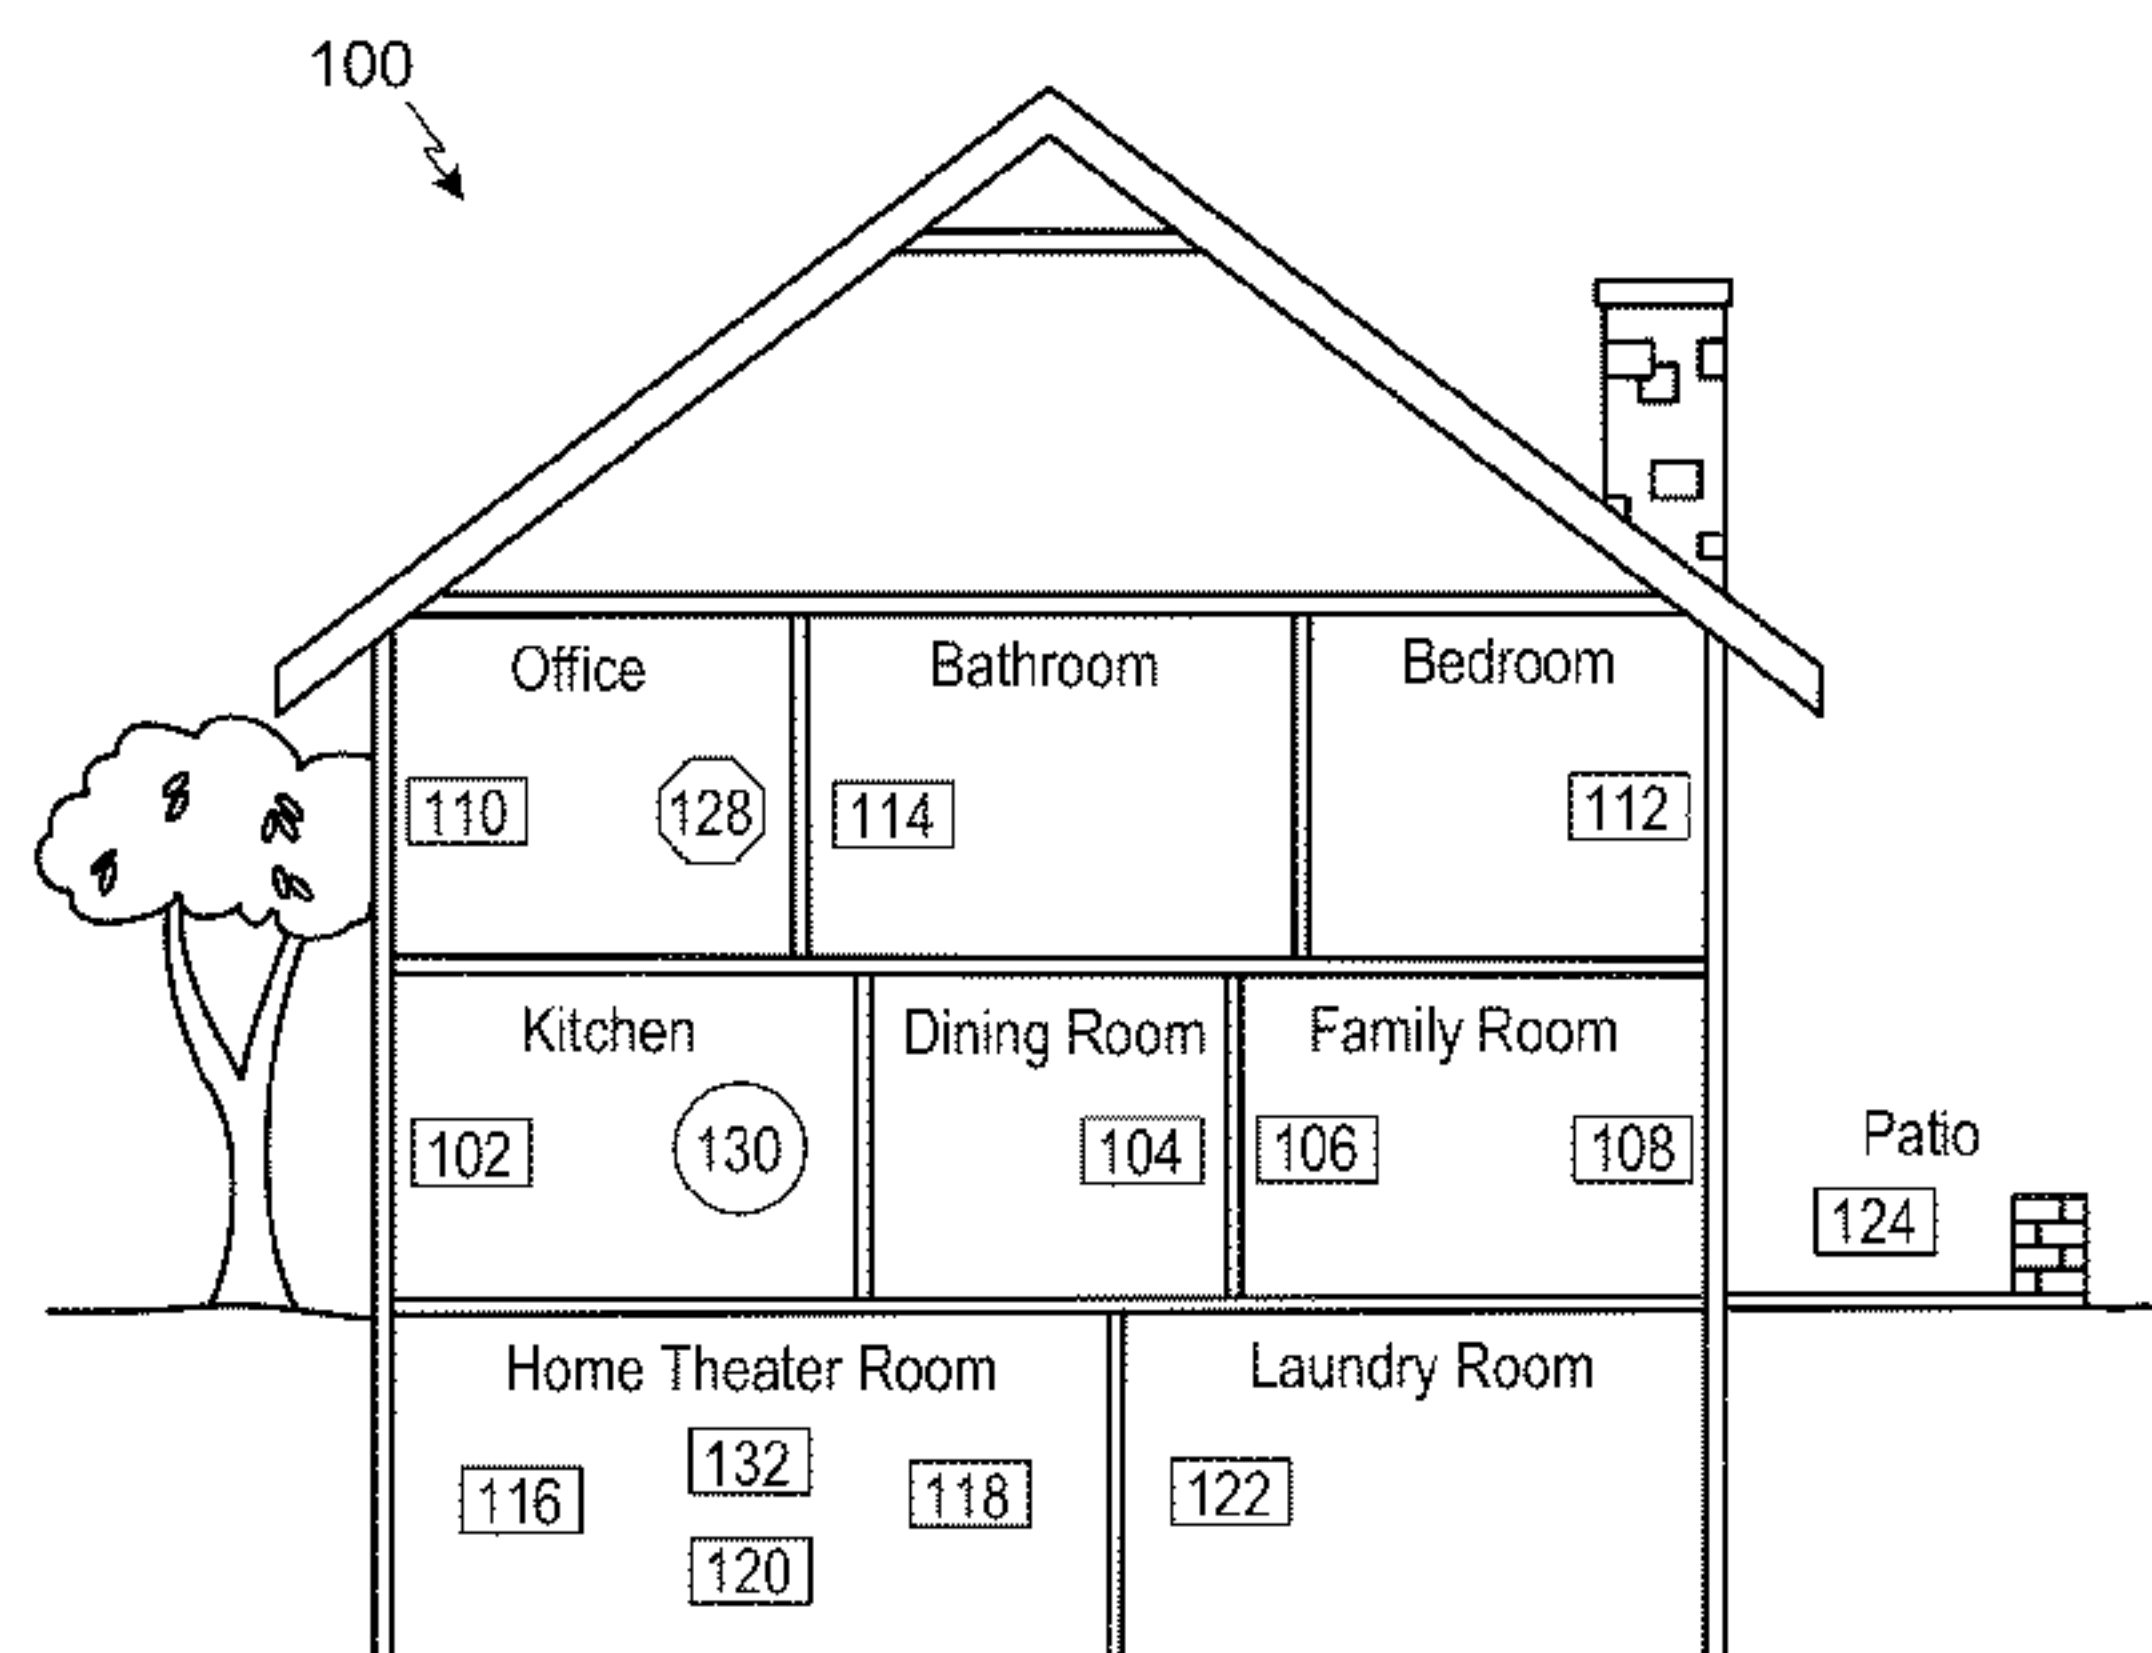 100
Office
Bathroom
Bedroom
110
128
114
112
Kitchen
Dining Room
Family Room
102
130
104
106
108
Patio
124
Home Theater Room
Laundry Room
116
132
118
122
120